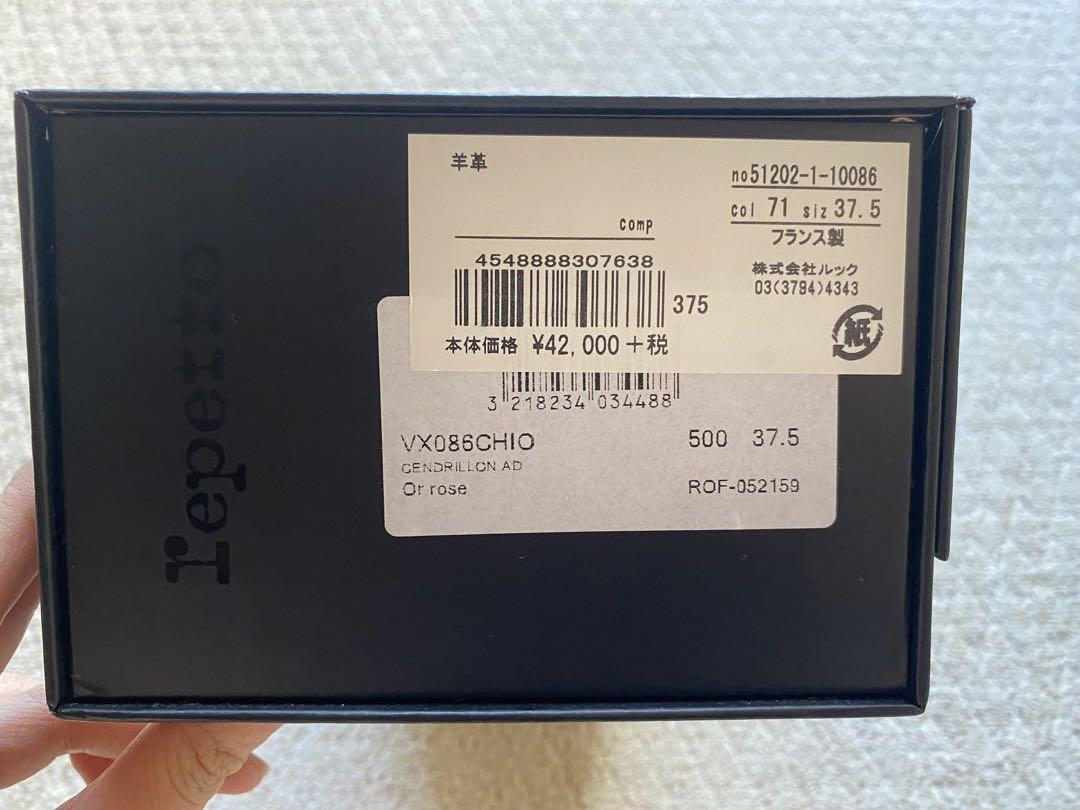 repetto
羊革
no51202-1-10086
col 71 siz 37.5
フランス製
comp
株式会社ルック
03(3794)4343
4548888307638
375
本体価格 ¥42,000+税
紙
3 218234 034488
VX086CHIO 500 37.5
CENDRILLON AD
Or rose ROF-052159